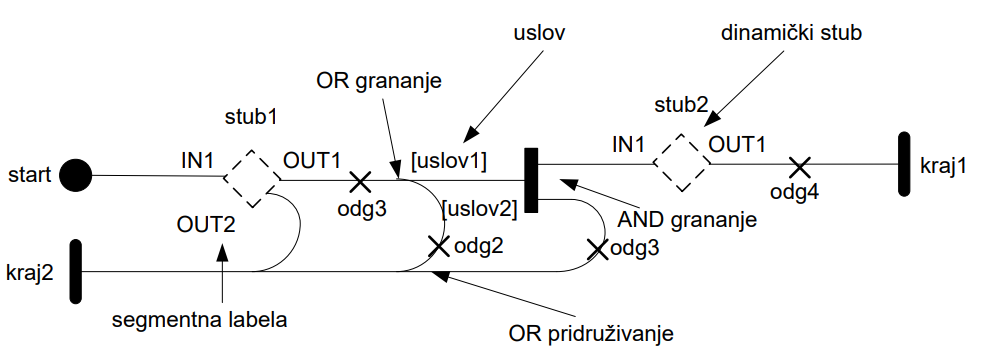 uslov
dinamički stub
OR grananje
stub1
stub2
IN1
OUT1
[uslov1]
IN1
OUT1
start
kraj1
odg3
[uslov2]
odg4
OUT2
AND grananje
odg2
odg3
kraj2
segmentna labela
OR pridruživanje